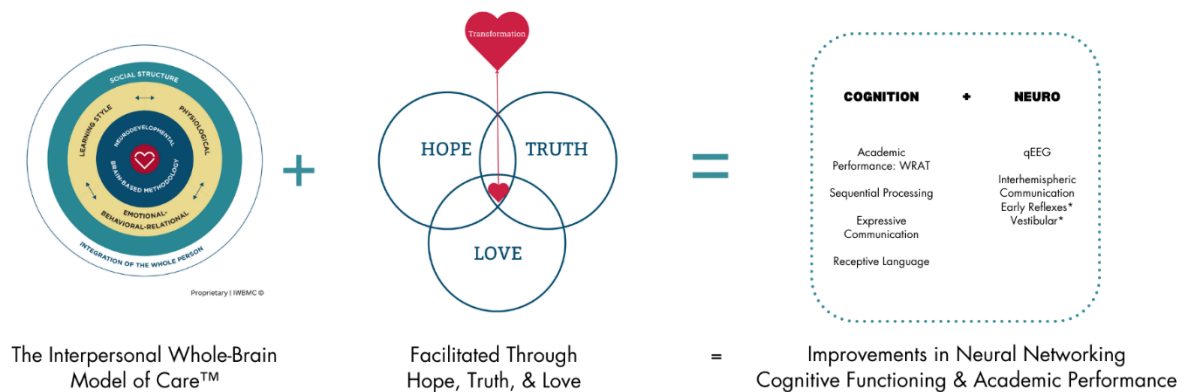 SOCIAL STRUCTURE
LEARNING STYLE
PHYSIOLOGICAL
NEURODEVELOPMENTAL
BRAIN-BASED METHODOLOGY
EMOTIONAL-
BEHAVIORAL-RELATIONAL
INTEGRATION OF THE WHOLE PERSON
Proprietary | IWBMC ©
+
Transformation
HOPE
TRUTH
LOVE
=
COGNITION + NEURO
Academic
Performance: WRAT
Sequential Processing
Expressive
Communication
Receptive Language
qEEG
Interhemispheric
Communication
Early Reflexes*
Vestibular*
The Interpersonal Whole-Brain
Model of Care™
Facilitated Through
Hope, Truth, & Love
=
Improvements in Neural Networking
Cognitive Functioning & Academic Performance